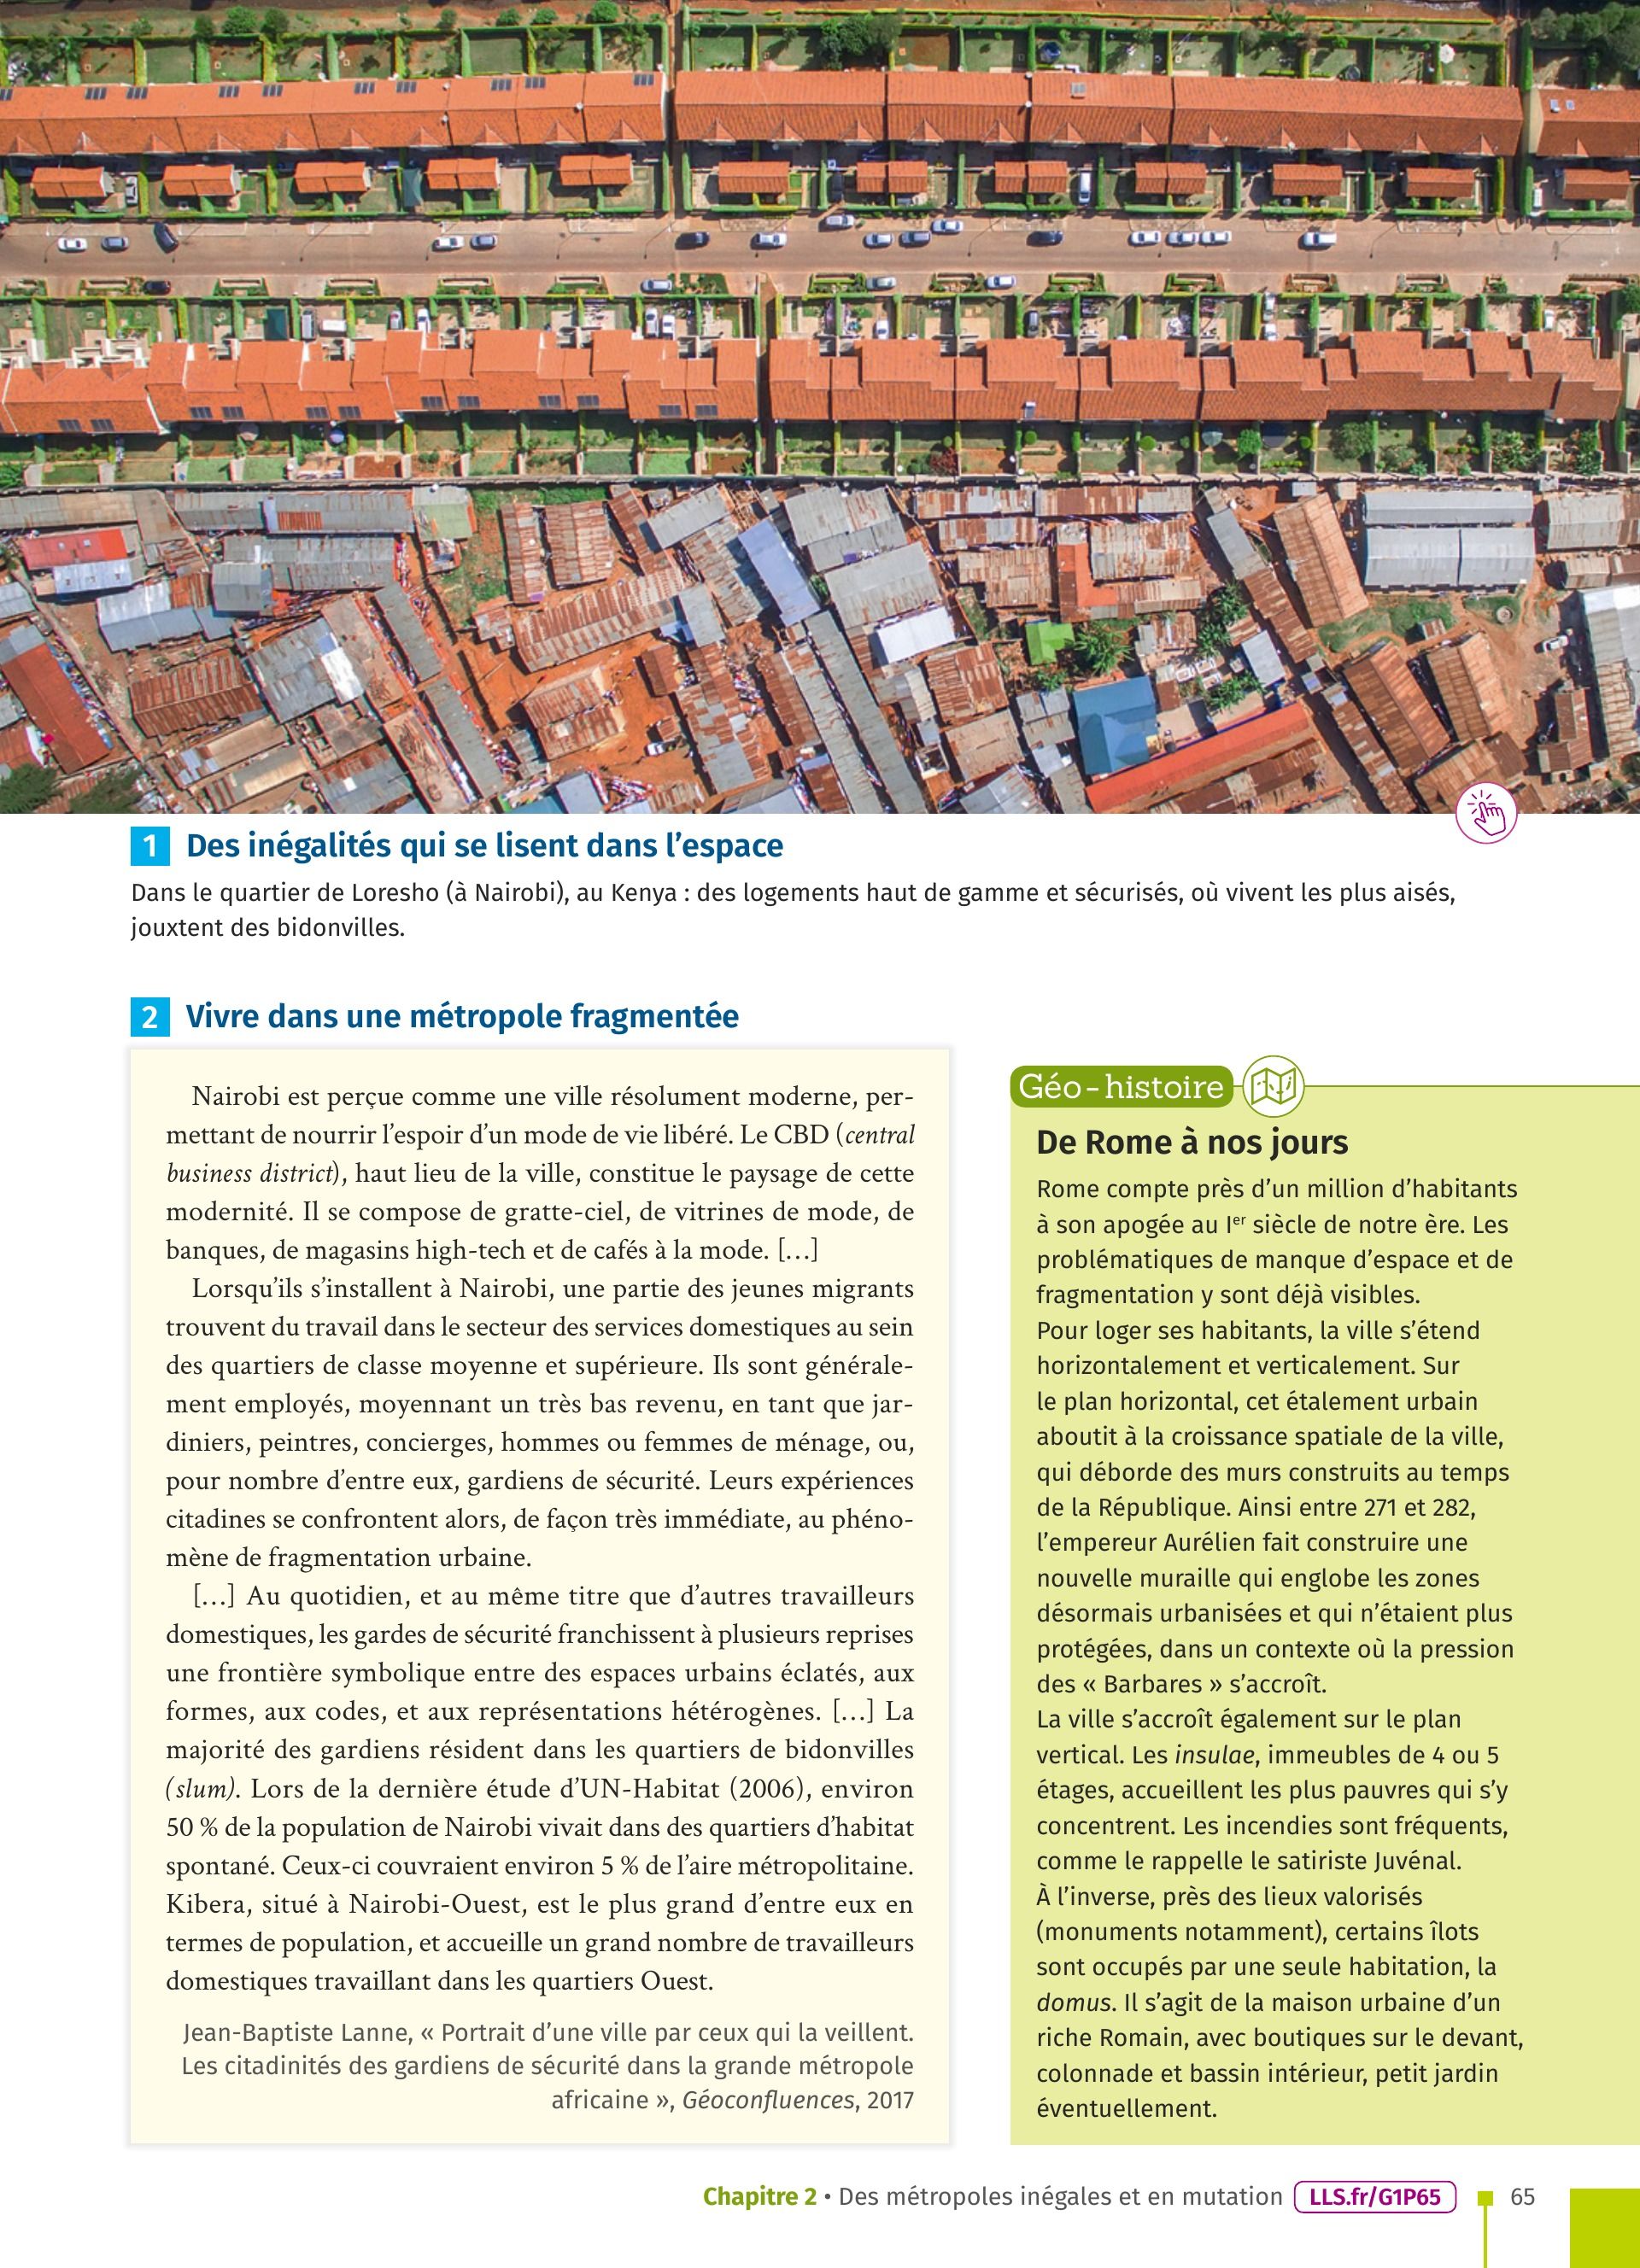 1 Des inégalités qui se lisent dans l’espace
Dans le quartier de Loresho (à Nairobi), au Kenya : des logements haut de gamme et sécurisés, où vivent les plus aisés,
jouxtent des bidonvilles.
2 Vivre dans une métropole fragmentée
Nairobi est perçue comme une ville résolument moderne, per-
mettant de nourrir l’espoir d’un mode de vie libéré. Le CBD (central
business district), haut lieu de la ville, constitue le paysage de cette
modernité. Il se compose de gratte-ciel, de vitrines de mode, de
banques, de magasins high-tech et de cafés à la mode. […]
Lorsqu’ils s’installent à Nairobi, une partie des jeunes migrants
trouvent du travail dans le secteur des services domestiques au sein
des quartiers de classe moyenne et supérieure. Ils sont générale-
ment employés, moyennant un très bas revenu, en tant que jar-
diniers, peintres, concierges, hommes ou femmes de ménage, ou,
pour nombre d’entre eux, gardiens de sécurité. Leurs expériences
citadines se confrontent alors, de façon très immédiate, au phéno-
mène de fragmentation urbaine.
[…] Au quotidien, et au même titre que d’autres travailleurs
domestiques, les gardes de sécurité franchissent à plusieurs reprises
une frontière symbolique entre des espaces urbains éclatés, aux
formes, aux codes, et aux représentations hétérogènes. […] La
majorité des gardiens résident dans les quartiers de bidonvilles
(slum). Lors de la dernière étude d’UN-Habitat (2006), environ
50 % de la population de Nairobi vivait dans des quartiers d’habitat
spontané. Ceux-ci couvraient environ 5 % de l’aire métropolitaine.
Kibera, situé à Nairobi-Ouest, est le plus grand d’entre eux en
termes de population, et accueille un grand nombre de travailleurs
domestiques travaillant dans les quartiers Ouest.
Jean-Baptiste Lanne, « Portrait d’une ville par ceux qui la veillent.
Les citadinités des gardiens de sécurité dans la grande métropole
africaine », Géoconfluences, 2017
Géo-histoire
De Rome à nos jours
Rome compte près d’un million d’habitants
à son apogée au Ier siècle de notre ère. Les
problématiques de manque d’espace et de
fragmentation y sont déjà visibles.
Pour loger ses habitants, la ville s’étend
horizontalement et verticalement. Sur
le plan horizontal, cet étalement urbain
aboutit à la croissance spatiale de la ville,
qui déborde des murs construits au temps
de la République. Ainsi entre 271 et 282,
l’empereur Aurélien fait construire une
nouvelle muraille qui englobe les zones
désormais urbanisées et qui n’étaient plus
protégées, dans un contexte où la pression
des « Barbares » s’accroît.
La ville s’accroît également sur le plan
vertical. Les insulae, immeubles de 4 ou 5
étages, accueillent les plus pauvres qui s’y
concentrent. Les incendies sont fréquents,
comme le rappelle le satiriste Juvénal.
À l’inverse, près des lieux valorisés
(monuments notamment), certains îlots
sont occupés par une seule habitation, la
domus. Il s’agit de la maison urbaine d’un
riche Romain, avec boutiques sur le devant,
colonnade et bassin intérieur, petit jardin
éventuellement.
Chapitre 2 • Des métropoles inégales et en mutation LLS.fr/G1P65 65